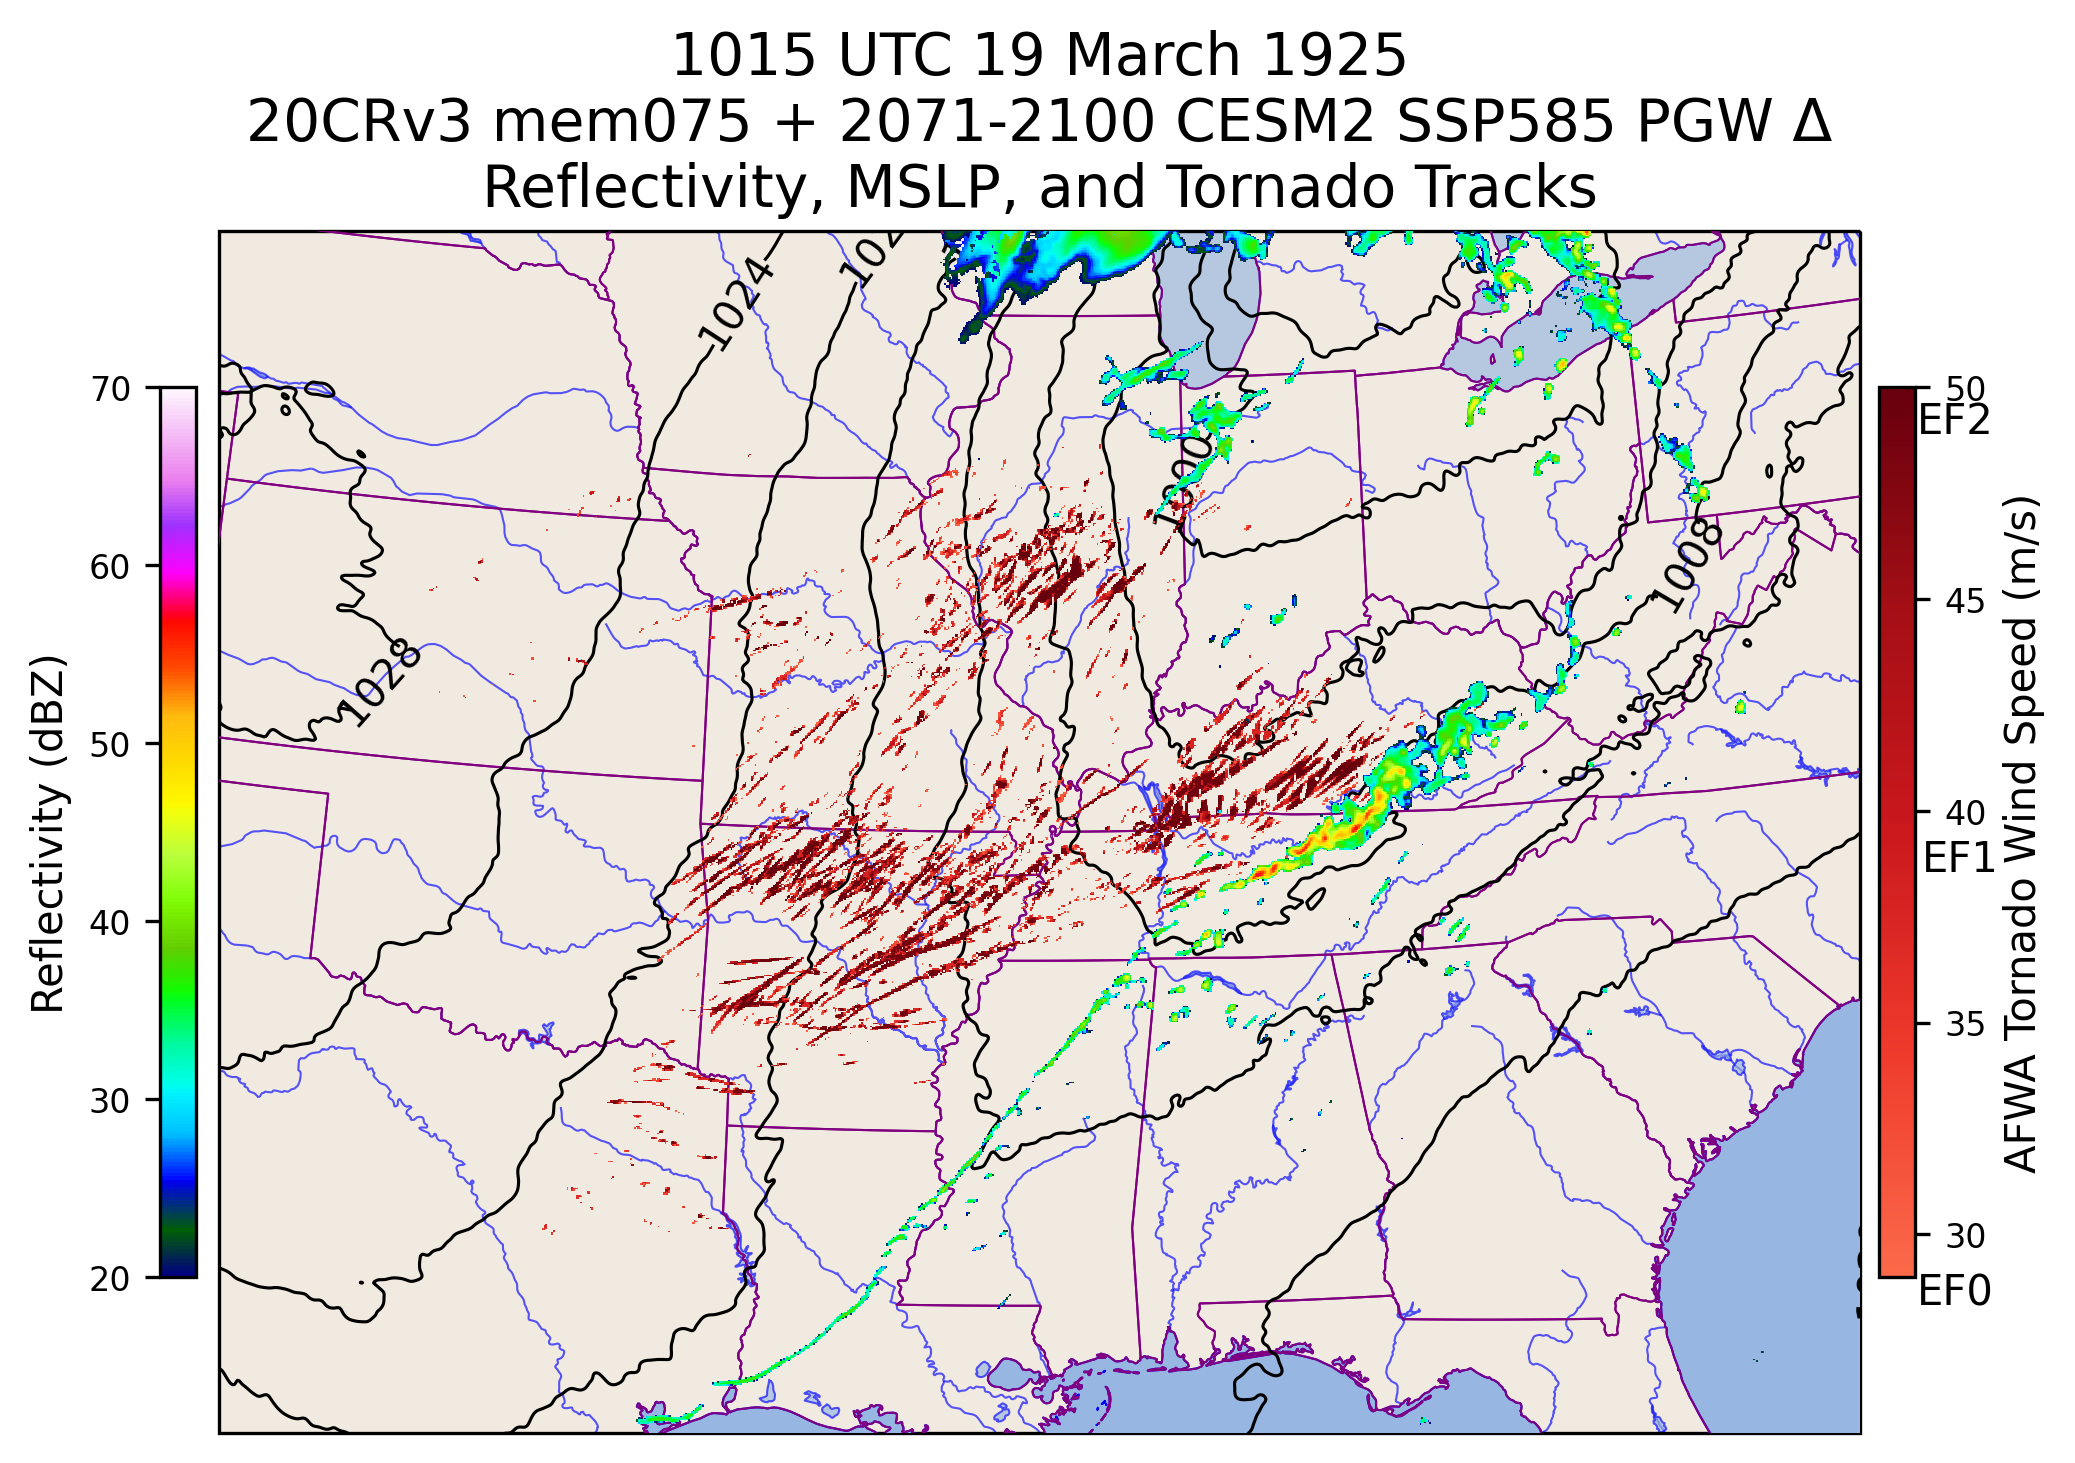 1015 UTC 19 March 1925
20CRv3 mem075 + 2071-2100 CESM2 SSP585 PGW Δ
Reflectivity, MSLP, and Tornado Tracks
1024
102
1028
1000
1008
Reflectivity (dBZ)
70
60
50
40
30
20
50
EF2
45
40
EF1
35
30
EF0
AFWA Tornado Wind Speed (m/s)